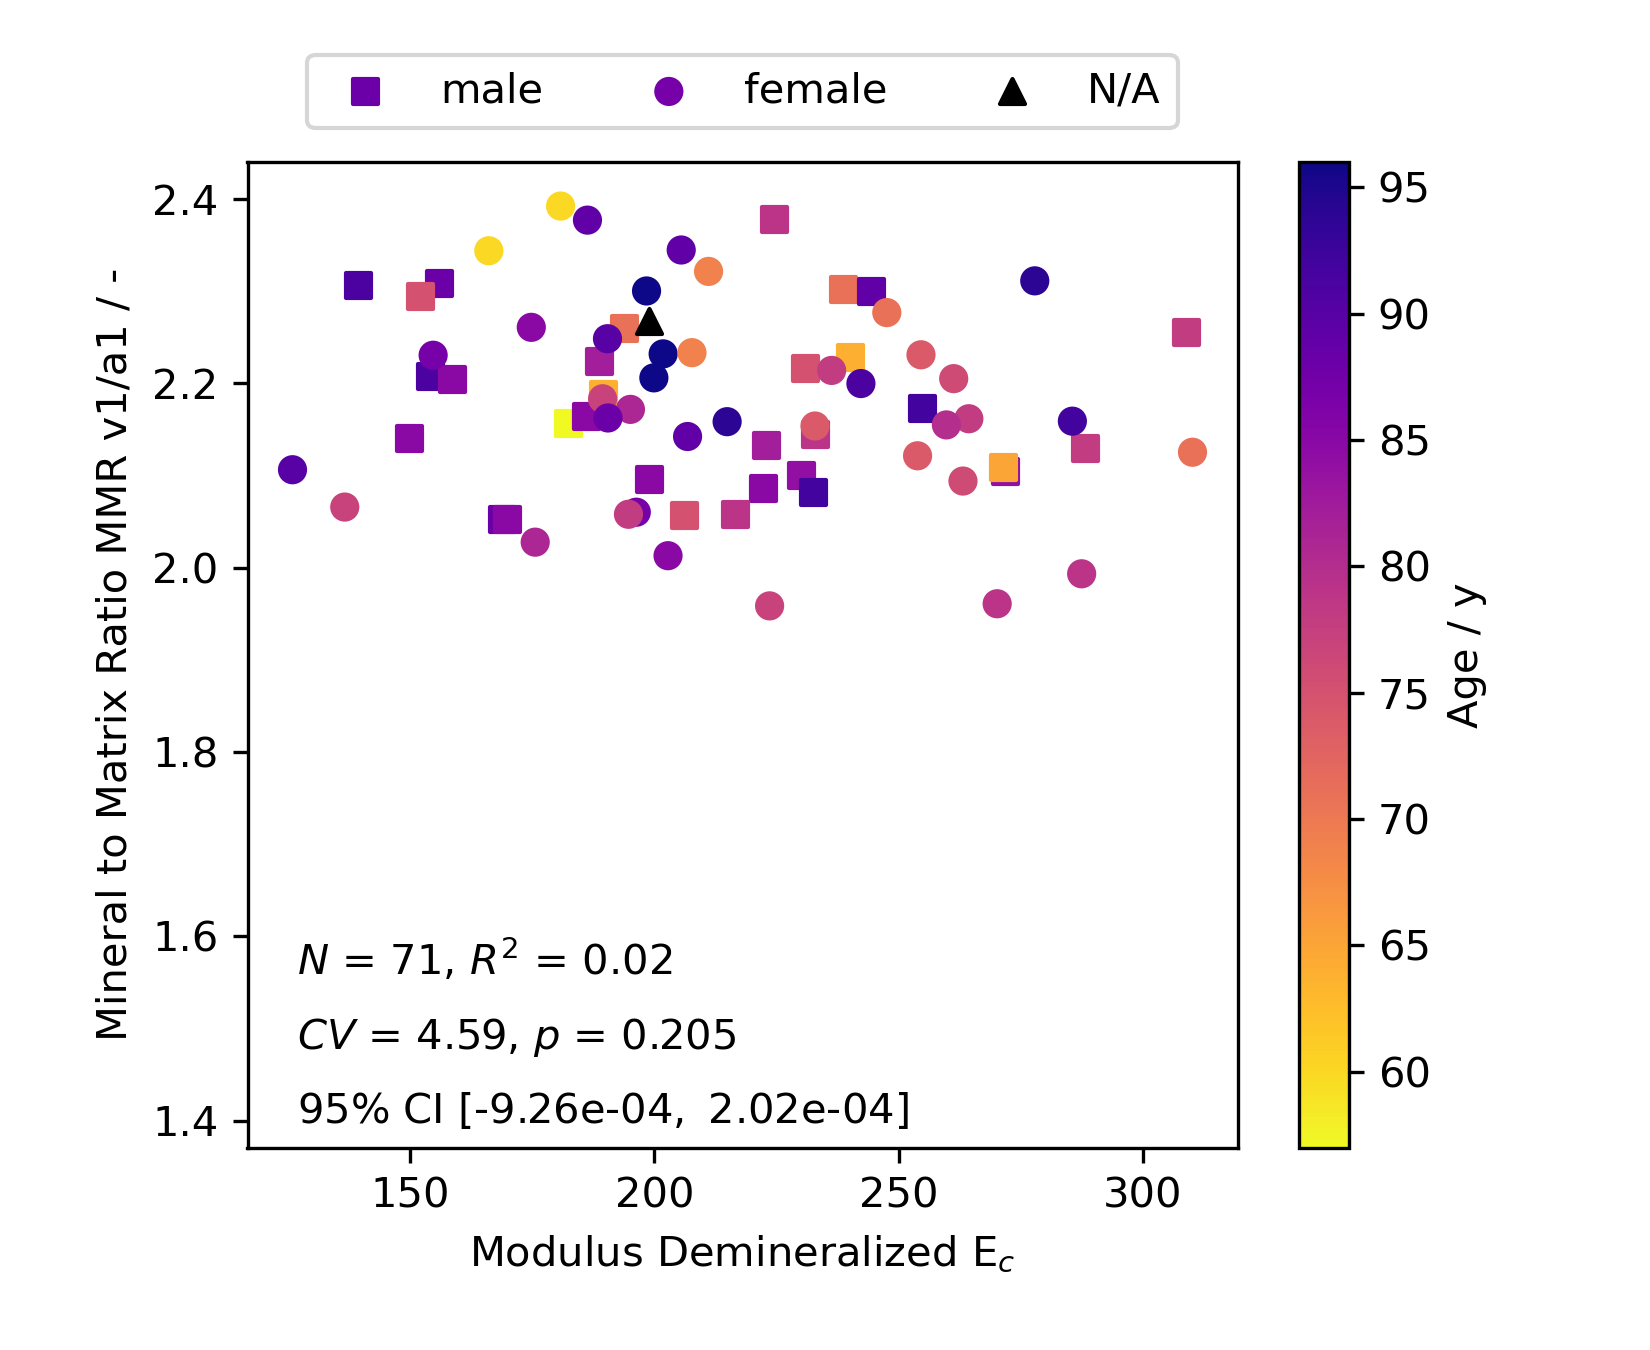 male female N/A
2.4
2.2
2.0
1.8
1.6
1.4
Mineral to Matrix Ratio MMR v1/a1 / -
N = 71, R² = 0.02
CV = 4.59, p = 0.205
95% CI [-9.26e-04, 2.02e-04]
150 200 250 300
Modulus Demineralized E_c
95
90
85
80
75
70
65
60
Age / y